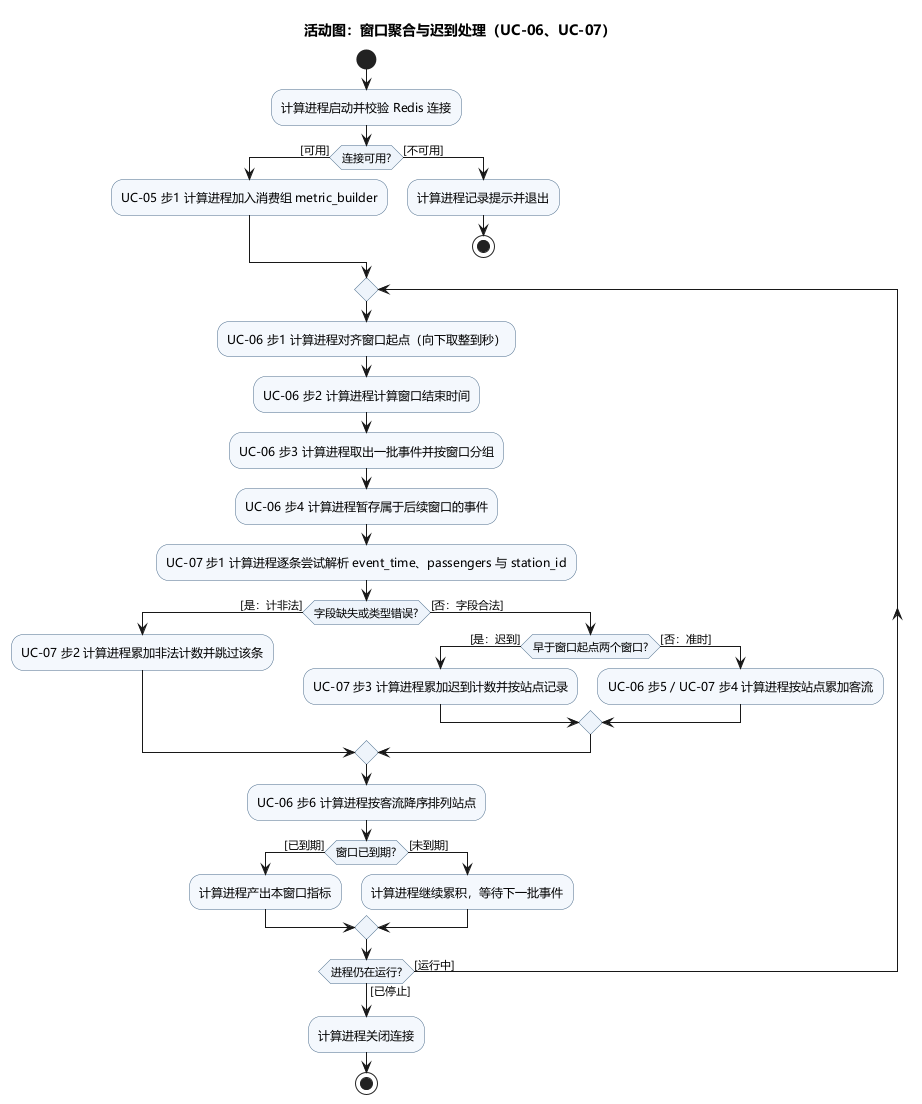 活动图：窗口聚合与迟到处理（UC-06、UC-07）
计算进程启动并校验 Redis 连接
连接可用?
[可用]
[不可用]
UC-05 步1 计算进程加入消费组 metric_builder
计算进程记录提示并退出
UC-06 步1 计算进程对齐窗口起点（向下取整到秒）
UC-06 步2 计算进程计算窗口结束时间
UC-06 步3 计算进程取出一批事件并按窗口分组
UC-06 步4 计算进程暂存属于后续窗口的事件
UC-07 步1 计算进程逐条尝试解析 event_time、passengers 与 station_id
[是：计非法]
字段缺失或类型错误?
[否：字段合法]
UC-07 步2 计算进程累加非法计数并跳过该条
[是：迟到]
早于窗口起点两个窗口?
[否：准时]
UC-07 步3 计算进程累加迟到计数并按站点记录
UC-06 步5 / UC-07 步4 计算进程按站点累加客流
UC-06 步6 计算进程按客流降序排列站点
[已到期]
窗口已到期?
[未到期]
计算进程产出本窗口指标
计算进程继续累积，等待下一批事件
进程仍在运行?
[运行中]
[已停止]
计算进程关闭连接